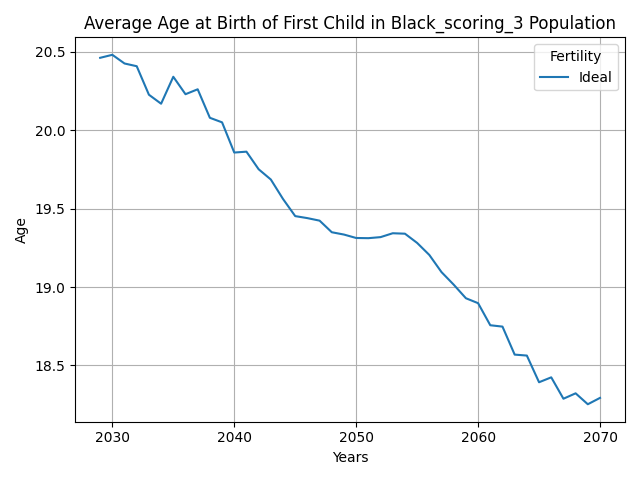 Average Age at Birth of First Child in Black_scoring_3 Population
Fertility
Ideal
20.5
20.0
19.5
19.0
18.5
Age
2030 2040 2050 2060 2070
Years